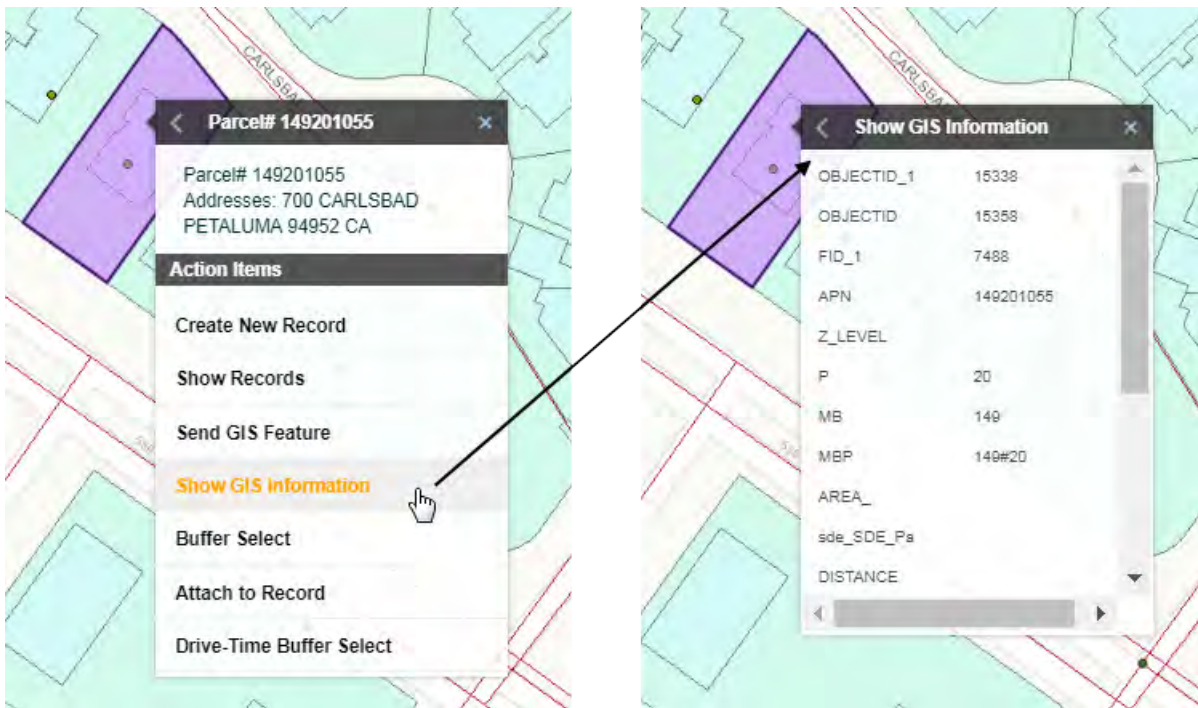 CARLSBA
Parcel# 149201055
Parcel# 149201055
Addresses: 700 CARLSBAD
PETALUMA 94952 CA
Action Items
Create New Record
Show Records
Send GIS Feature
Show GIS Information
Buffer Select
Attach to Record
Drive-Time Buffer Select
CARLSBA
Show GIS Information
OBJECTID_1 15338
OBJECTID 15358
FID_1 7488
APN 149201055
Z_LEVEL
P 20
MB 149
MBP 149#20
AREA_
sde_SDE_Pa
DISTANCE